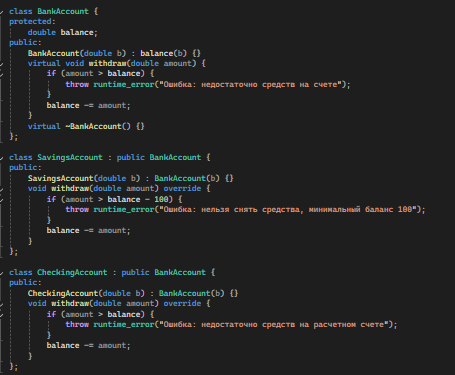 class BankAccount {
protected:
    double balance;
public:
    BankAccount(double b) : balance(b) {}
    virtual void withdraw(double amount) {
        if (amount > balance) {
            throw runtime_error("Ошибка: недостаточно средств на счете");
        }
        balance -= amount;
    }
    virtual ~BankAccount() {}
};

class SavingsAccount : public BankAccount {
public:
    SavingsAccount(double b) : BankAccount(b) {}
    void withdraw(double amount) override {
        if (amount > balance - 100) {
            throw runtime_error("Ошибка: нельзя снять средства, минимальный баланс 100");
        }
        balance -= amount;
    }
};

class CheckingAccount : public BankAccount {
public:
    CheckingAccount(double b) : BankAccount(b) {}
    void withdraw(double amount) override {
        if (amount > balance) {
            throw runtime_error("Ошибка: недостаточно средств на расчетном счете");
        }
        balance -= amount;
    }
};